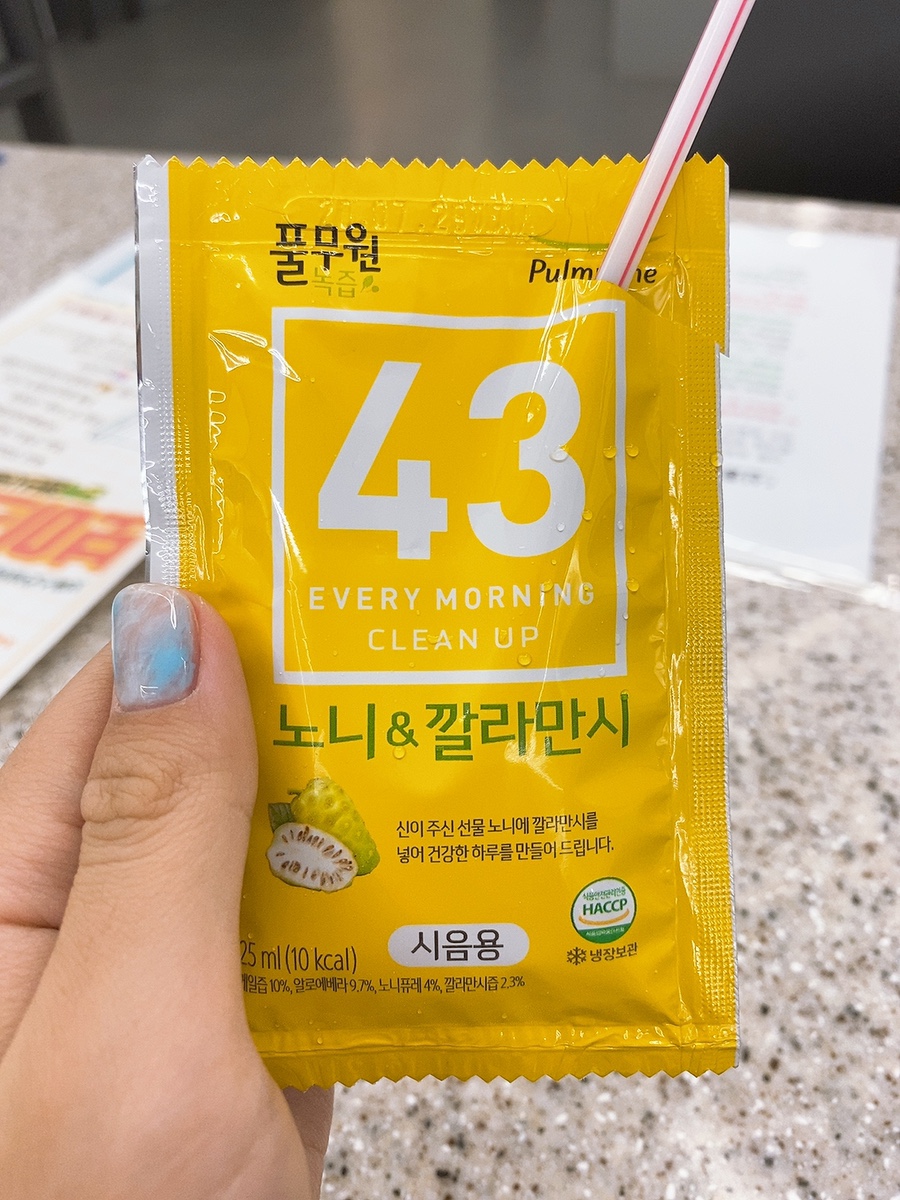 풀무원
녹즙
43
EVERY MORNING
CLEAN UP
노니&깔라만시
신이 주신 선물 노니에 깔라만시를
넣어 건강한 하루를 만들어 드립니다.
HACCP
시음용
냉장보관
25 ml (10 kcal)
10%, 알로에베라 9.7%, 노니퓨레 4%, 깔라만시즙 2.3%